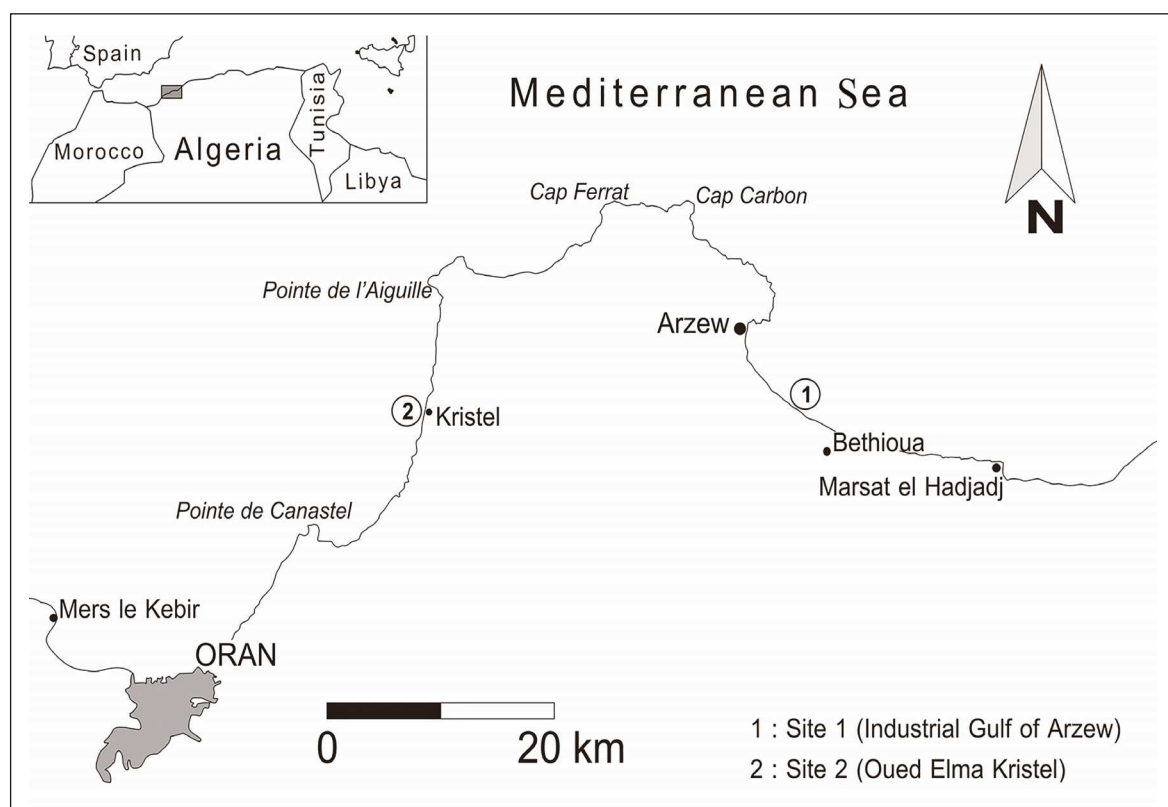 Spain
Morocco
Algeria
Tunisia
Libya
Mediterranean Sea
N
Cap Ferrat
Cap Carbon
Pointe de l'Aiguille
Arzew
1
2
Kristel
Bethioua
Marsat el Hadjadj
Pointe de Canastel
Mers le Kebir
ORAN
0 20 km
1 : Site 1 (Industrial Gulf of Arzew)
2 : Site 2 (Oued Elma Kristel)